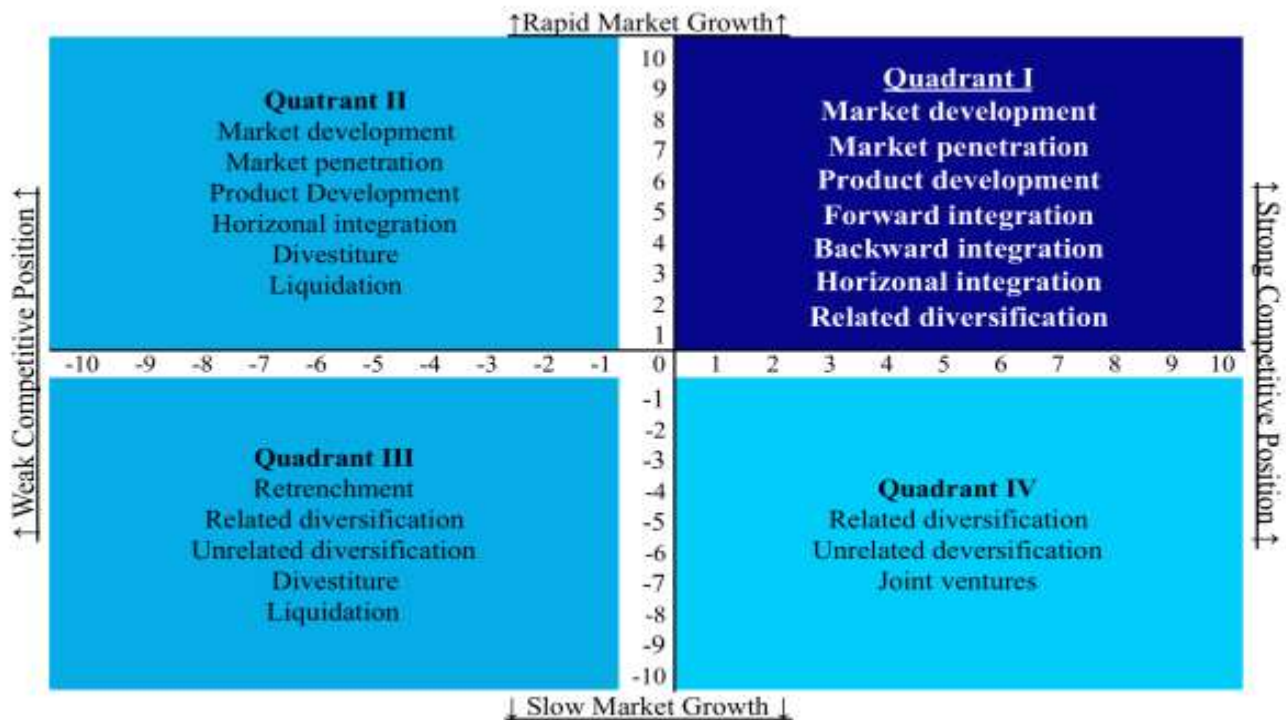 ↑Rapid Market Growth↑
Quatrant II
Market development
Market penetration
Product Development
Horizonal integration
Divestiture
Liquidation
10
9
8
7
6
5
4
3
2
1
Quadrant I
Market development
Market penetration
Product development
Forward integration
Backward integration
Horizonal integration
Related diversification
↑Weak Competitive Position↑
↑Strong Competitive Position↑
-10 -9 -8 -7 -6 -5 -4 -3 -2 -1 0 1 2 3 4 5 6 7 8 9 10
Quadrant III
Retrenchment
Related diversification
Unrelated diversification
Divestiture
Liquidation
-1
-2
-3
-4
-5
-6
-7
-8
-9
-10
Quadrant IV
Related diversification
Unrelated deversification
Joint ventures
↓ Slow Market Growth ↓